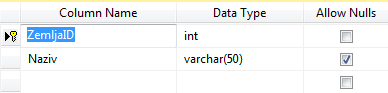 Column Name Data Type Allow Nulls
ZemljaID int
Naziv varchar(50)